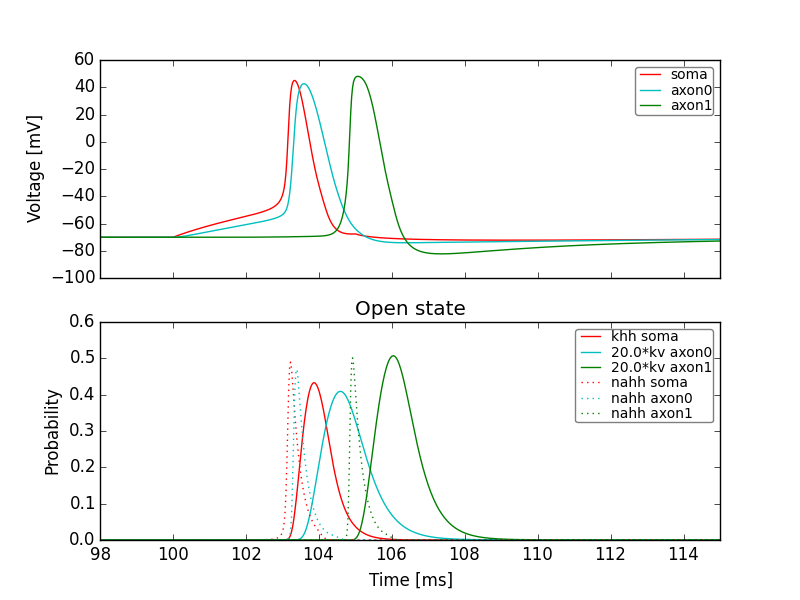 60
40
20
0
−20
−40
−60
−80
−100
Voltage [mV]
soma
axon0
axon1
Open state
0.6
0.5
0.4
0.3
0.2
0.1
0.0
Probability
khh soma
20.0*kv axon0
20.0*kv axon1
nahh soma
nahh axon0
nahh axon1
98 100 102 104 106 108 110 112 114
Time [ms]